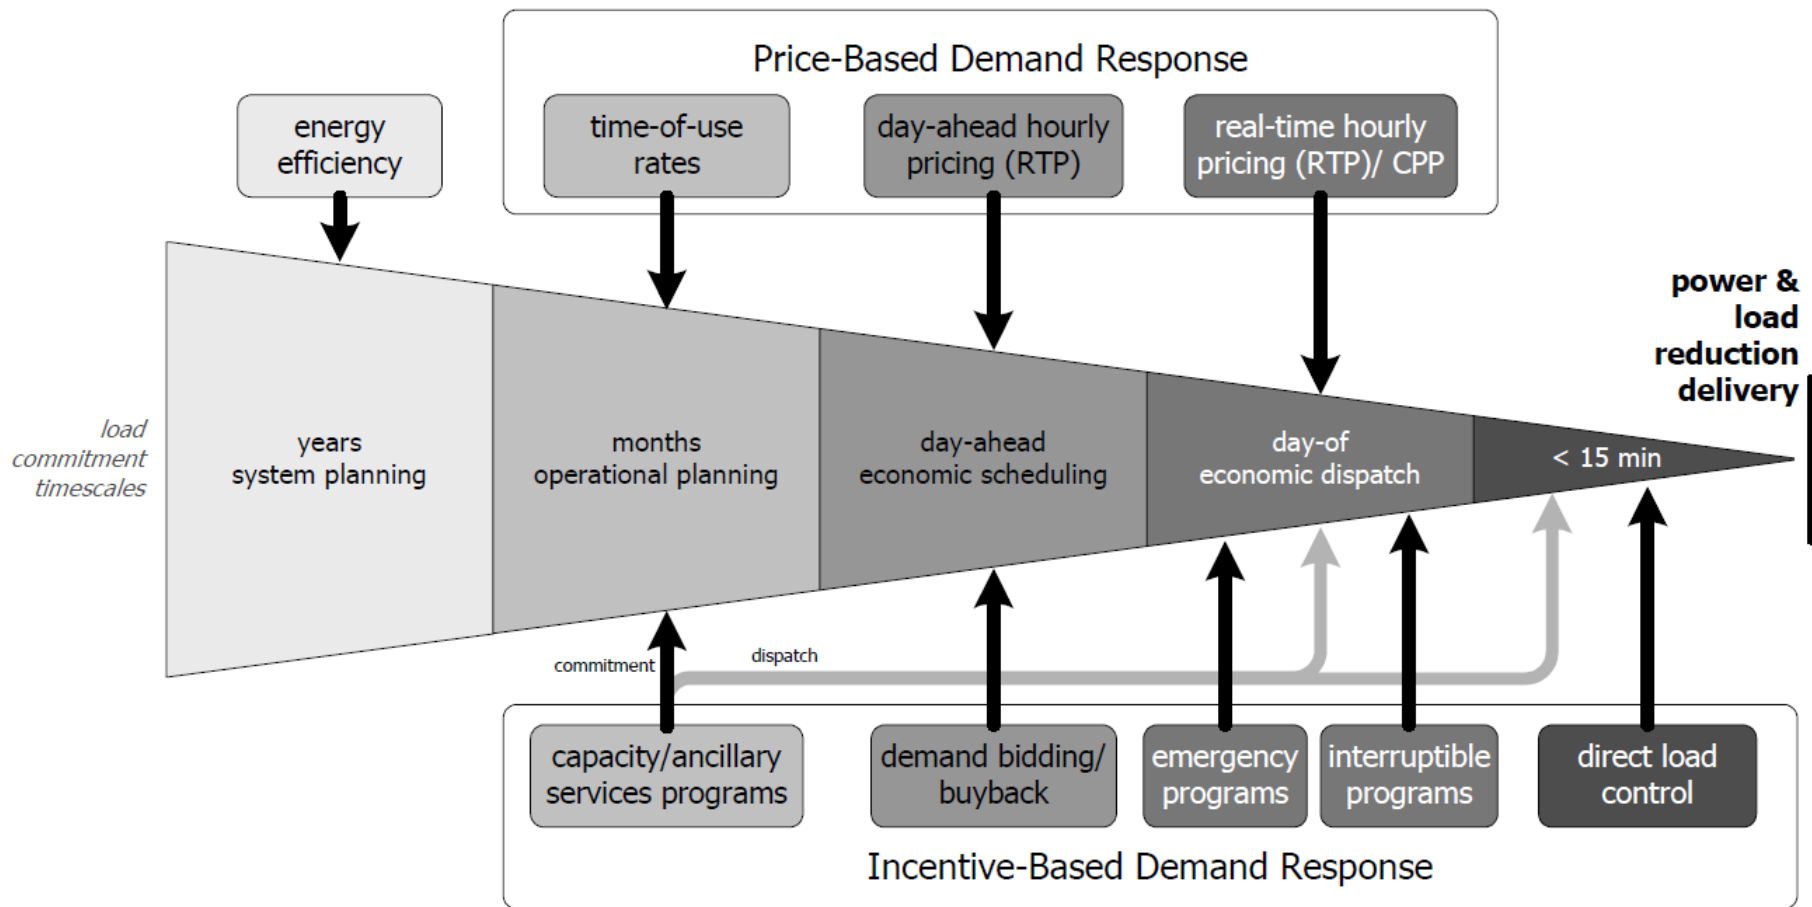 Price-Based Demand Response
energy
efficiency
time-of-use
rates
day-ahead hourly
pricing (RTP)
real-time hourly
pricing (RTP)/ CPP
power &
load
reduction
delivery
load
commitment
timescales
years
system planning
months
operational planning
day-ahead
economic scheduling
day-of
economic dispatch
< 15 min
commitment
dispatch
capacity/ancillary
services programs
demand bidding/
buyback
emergency
programs
interruptible
programs
direct load
control
Incentive-Based Demand Response